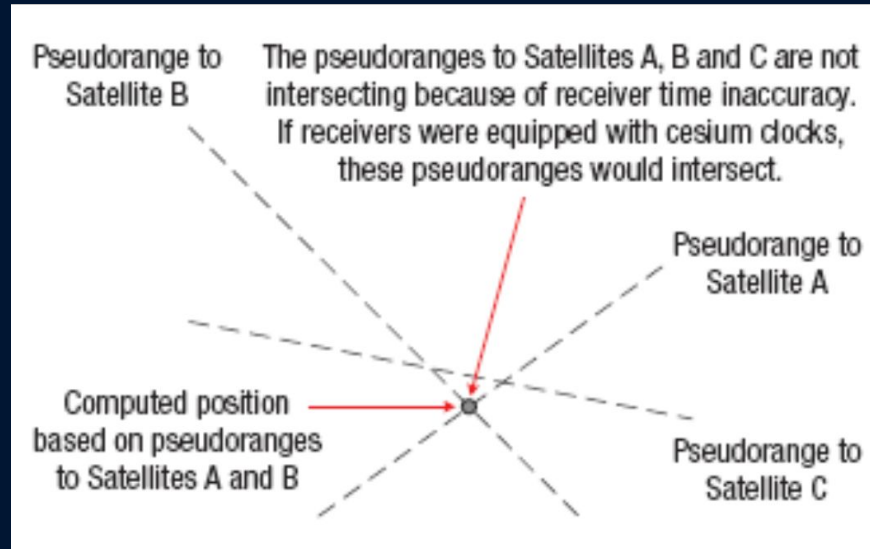 Pseudorange to
Satellite B
The pseudoranges to Satellites A, B and C are not
intersecting because of receiver time inaccuracy.
If receivers were equipped with cesium clocks,
these pseudoranges would intersect.
Pseudorange to
Satellite A
Computed position
based on pseudoranges
to Satellites A and B
Pseudorange to
Satellite C